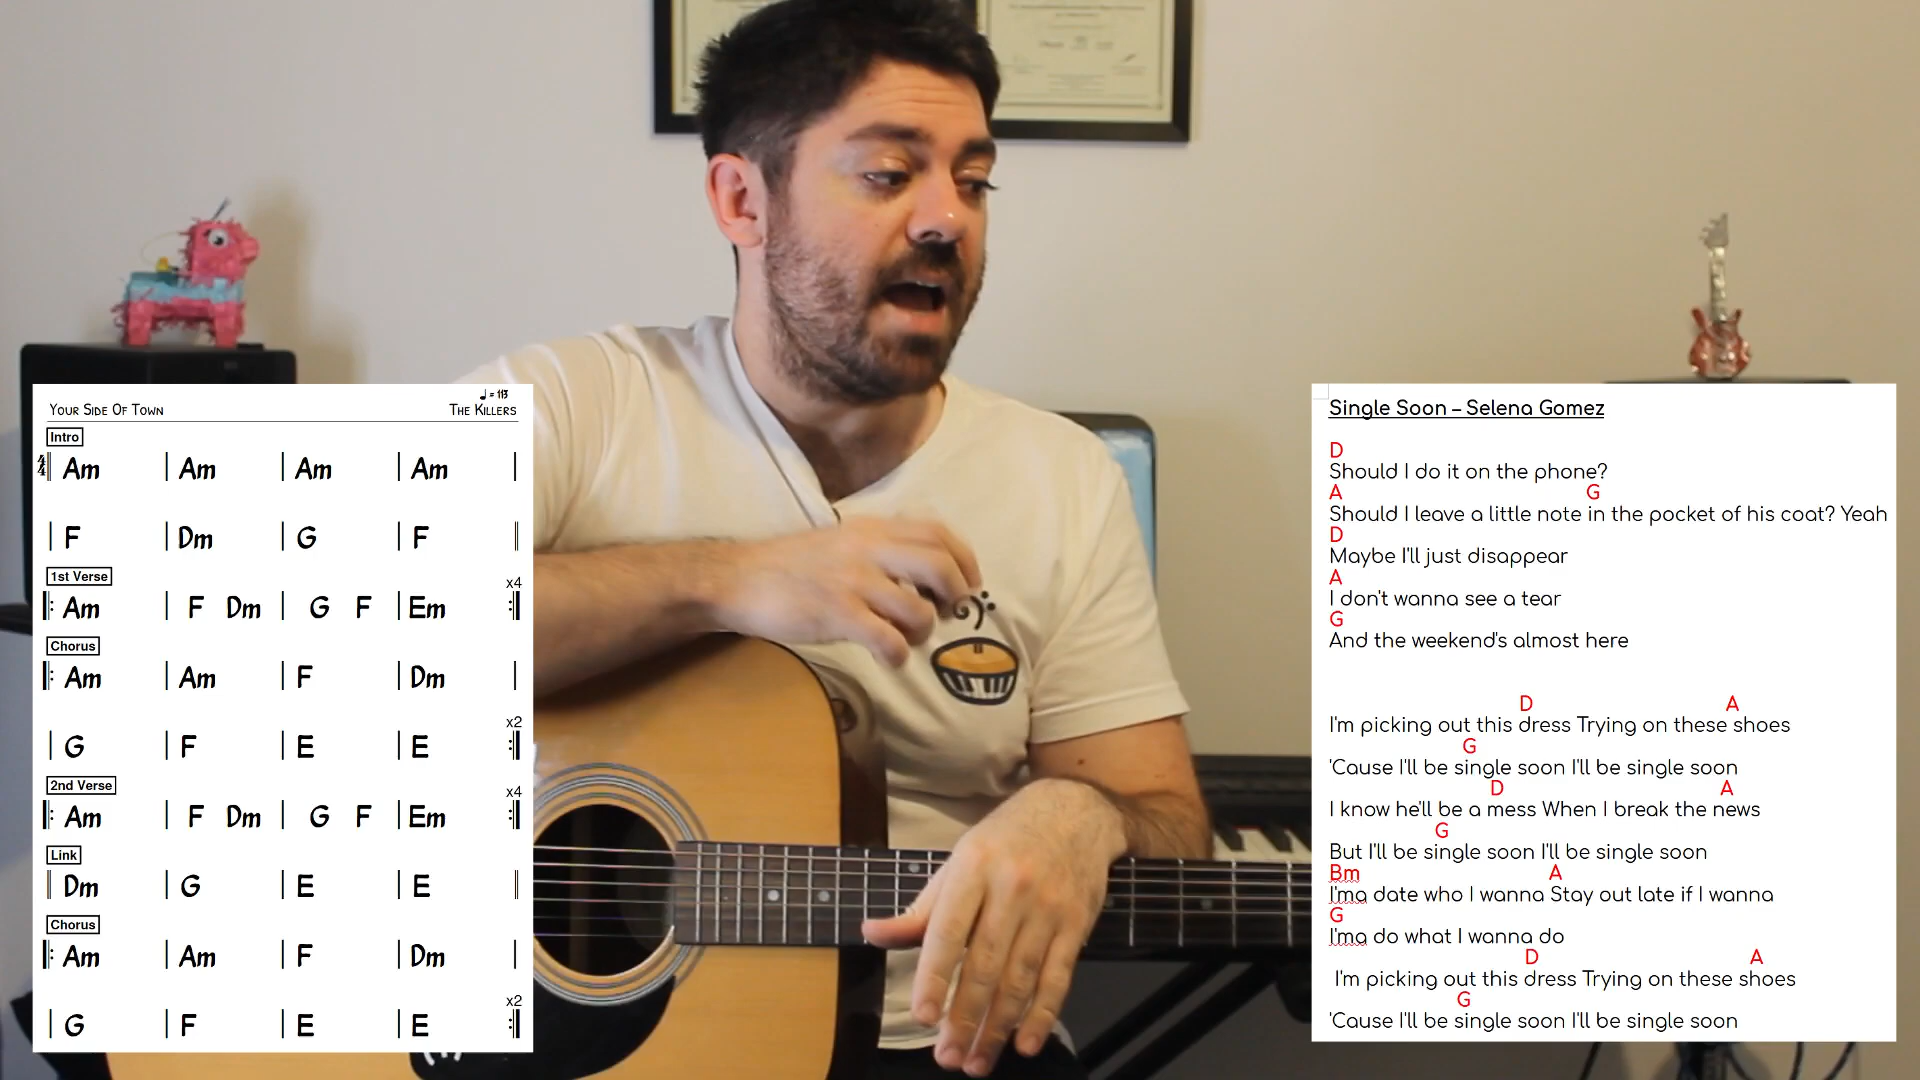 ♩= 113
Your Side Of Town The Killers
Intro
4/4 Am | Am | Am | Am |
| F | Dm | G | F ||
1st Verse x4
|: Am | F Dm | G F | Em :|
Chorus
|: Am | Am | F | Dm |
x2
| G | F | E | E :|
2nd Verse x4
|: Am | F Dm | G F | Em :|
Link
|| Dm | G | E | E ||
Chorus
|: Am | Am | F | Dm |
x2
| G | F | E | E :|
Single Soon – Selena Gomez
D
Should I do it on the phone?
A G
Should I leave a little note in the pocket of his coat? Yeah
D
Maybe I'll just disappear
A
I don't wanna see a tear
G
And the weekend's almost here
D A
I'm picking out this dress Trying on these shoes
G
'Cause I'll be single soon I'll be single soon
D A
I know he'll be a mess When I break the news
G
But I'll be single soon I'll be single soon
Bm A
I'ma date who I wanna Stay out late if I wanna
G
I'ma do what I wanna do
D A
I'm picking out this dress Trying on these shoes
G
'Cause I'll be single soon I'll be single soon